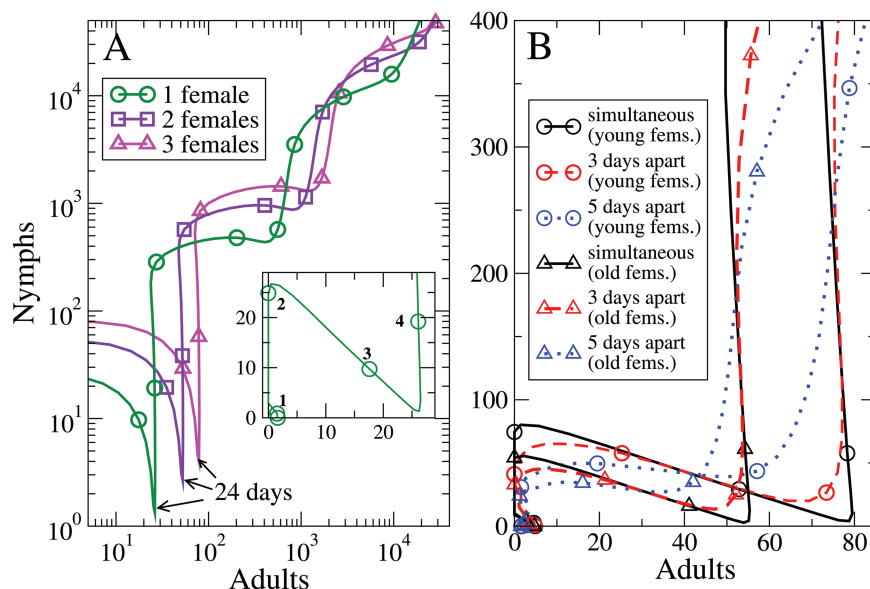 A
1 female
2 females
3 females
10^4
10^3
10^2
10^1
10^0
Nymphs
24 days
20
10
0
0
10
20
1
2
3
4
10^1
10^2
10^3
10^4
Adults
B
simultaneous
(young fems.)
3 days apart
(young fems.)
5 days apart
(young fems.)
simultaneous
(old fems.)
3 days apart
(old fems.)
5 days apart
(old fems.)
400
300
200
100
0
0
20
40
60
80
Adults